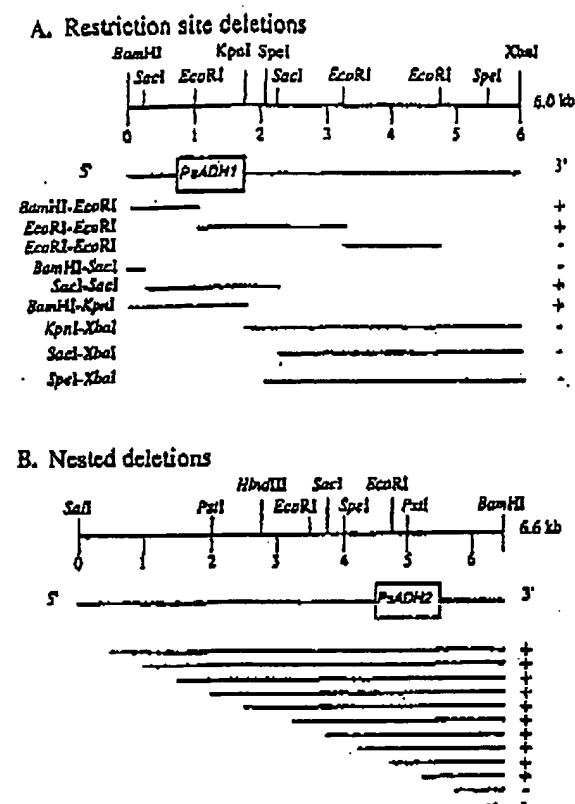 A. Restriction site deletions
BamHI KpnI SpeI XbaI
SacI EcoRI SacI EcoRI EcoRI SpeI
6.0 kb
0 1 2 3 4 5 6
5' PsADH1 3'
BamHI-EcoRI +
EcoRI-EcoRI +
EcoRI-EcoRI -
BamHI-SacI -
SacI-SacI +
BamHI-KpnI +
KpnI-XbaI -
SacI-XbaI -
SpeI-XbaI -
B. Nested deletions
HindIII SacI EcoRI
SalI PstI EcoRI SpeI PstI BamHI
6.6 kb
0 1 2 3 4 5 6
5' PsADH2 3'
+
+
+
+
+
+
+
+
+
+
-